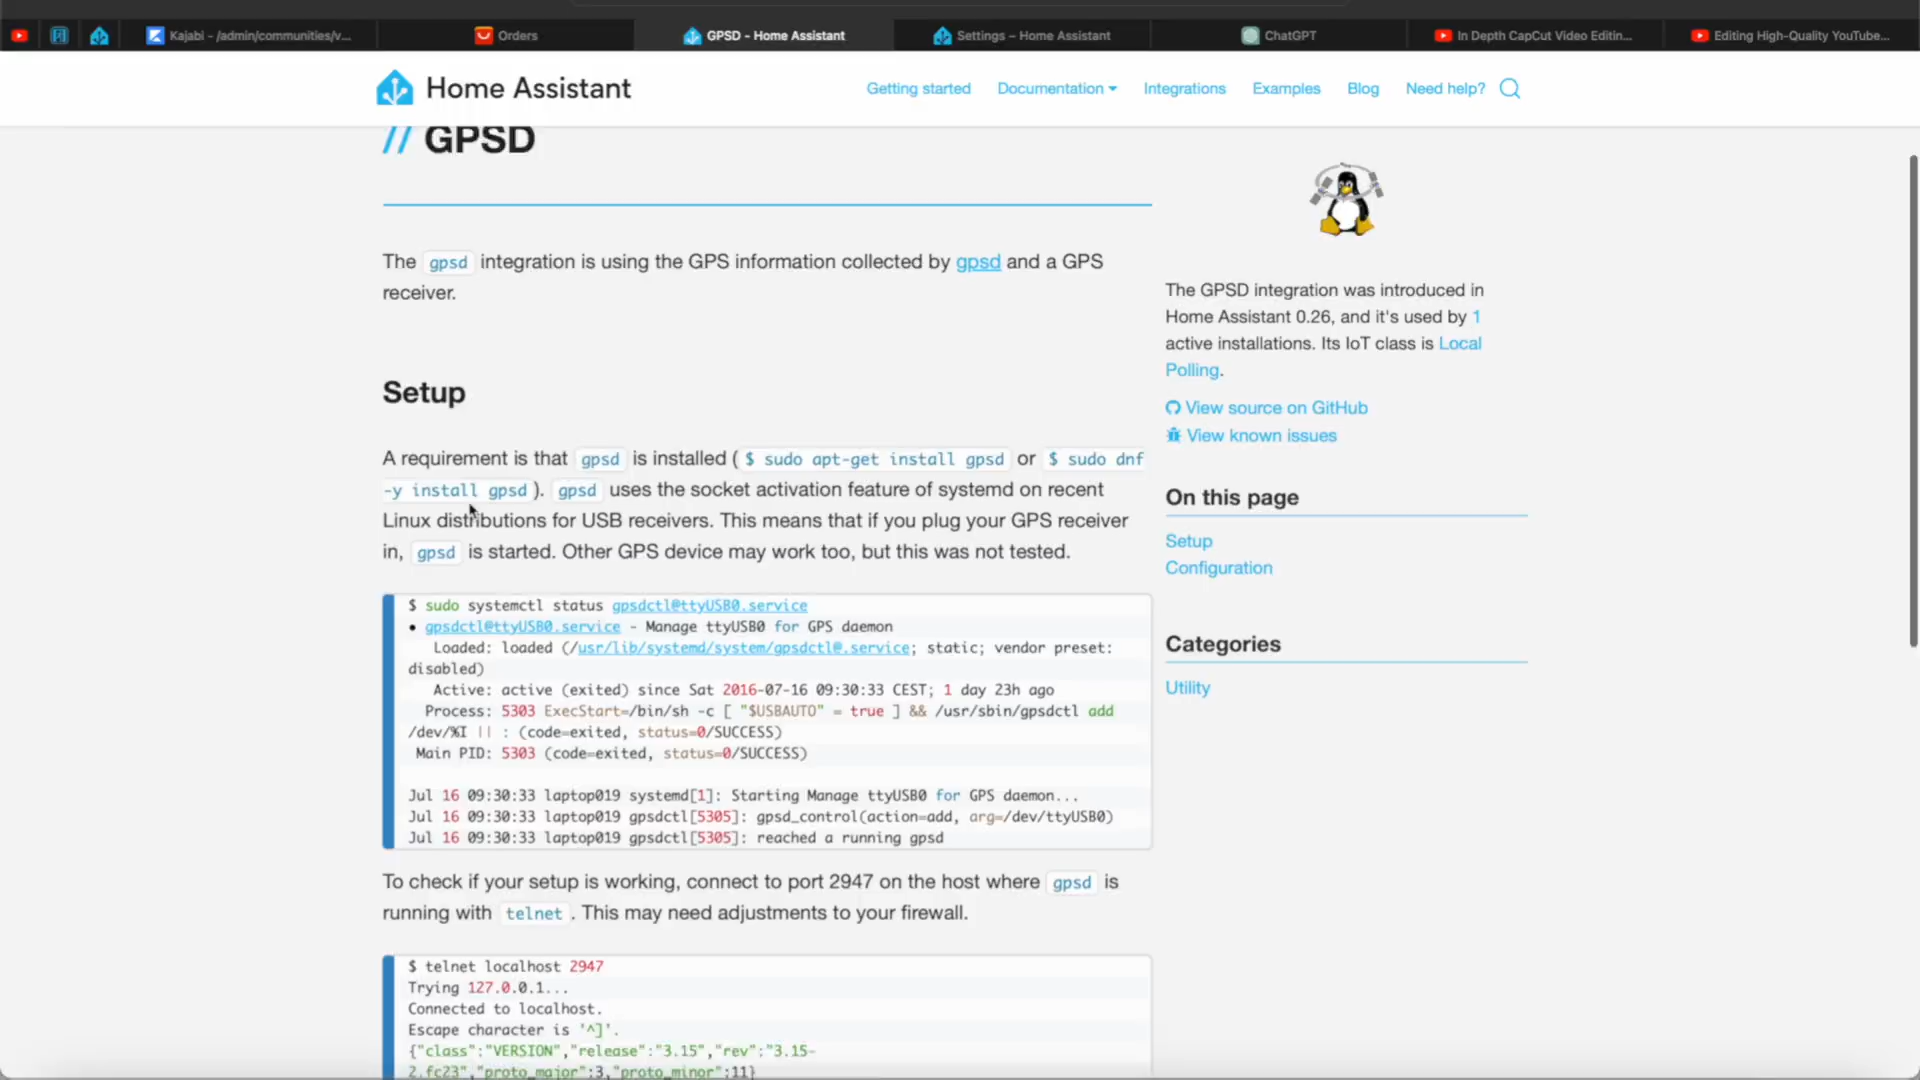 Kajabi - /admin/communities/v...
Orders
GPSD - Home Assistant
Settings – Home Assistant
ChatGPT
In Depth CapCut Video Editin...
Editing High-Quality YouTube...
Home Assistant
Getting started
Documentation
Integrations
Examples
Blog
Need help?
// GPSD
The gpsd integration is using the GPS information collected by gpsd and a GPS
receiver.
Setup
A requirement is that gpsd is installed ( $ sudo apt-get install gpsd or $ sudo dnf
-y install gpsd ). gpsd uses the socket activation feature of systemd on recent
Linux distributions for USB receivers. This means that if you plug your GPS receiver
in, gpsd is started. Other GPS device may work too, but this was not tested.
$ sudo systemctl status gpsdctl@ttyUSB0.service
• gpsdctl@ttyUSB0.service - Manage ttyUSB0 for GPS daemon
Loaded: loaded (/usr/lib/systemd/system/gpsdctl@.service; static; vendor preset:
disabled)
Active: active (exited) since Sat 2016-07-16 09:30:33 CEST; 1 day 23h ago
Process: 5303 ExecStart=/bin/sh -c [ "$USBAUTO" = true ] && /usr/sbin/gpsdctl add
/dev/%I || : (code=exited, status=0/SUCCESS)
Main PID: 5303 (code=exited, status=0/SUCCESS)
Jul 16 09:30:33 laptop019 systemd[1]: Starting Manage ttyUSB0 for GPS daemon...
Jul 16 09:30:33 laptop019 gpsdctl[5305]: gpsd_control(action=add, arg=/dev/ttyUSB0)
Jul 16 09:30:33 laptop019 gpsdctl[5305]: reached a running gpsd
To check if your setup is working, connect to port 2947 on the host where gpsd is
running with telnet . This may need adjustments to your firewall.
$ telnet localhost 2947
Trying 127.0.0.1...
Connected to localhost.
Escape character is '^]'.
{"class":"VERSION","release":"3.15","rev":"3.15-
2.fc23","proto_major":3,"proto_minor":11}
The GPSD integration was introduced in
Home Assistant 0.26, and it's used by 1
active installations. Its IoT class is Local
Polling.
View source on GitHub
View known issues
On this page
Setup
Configuration
Categories
Utility